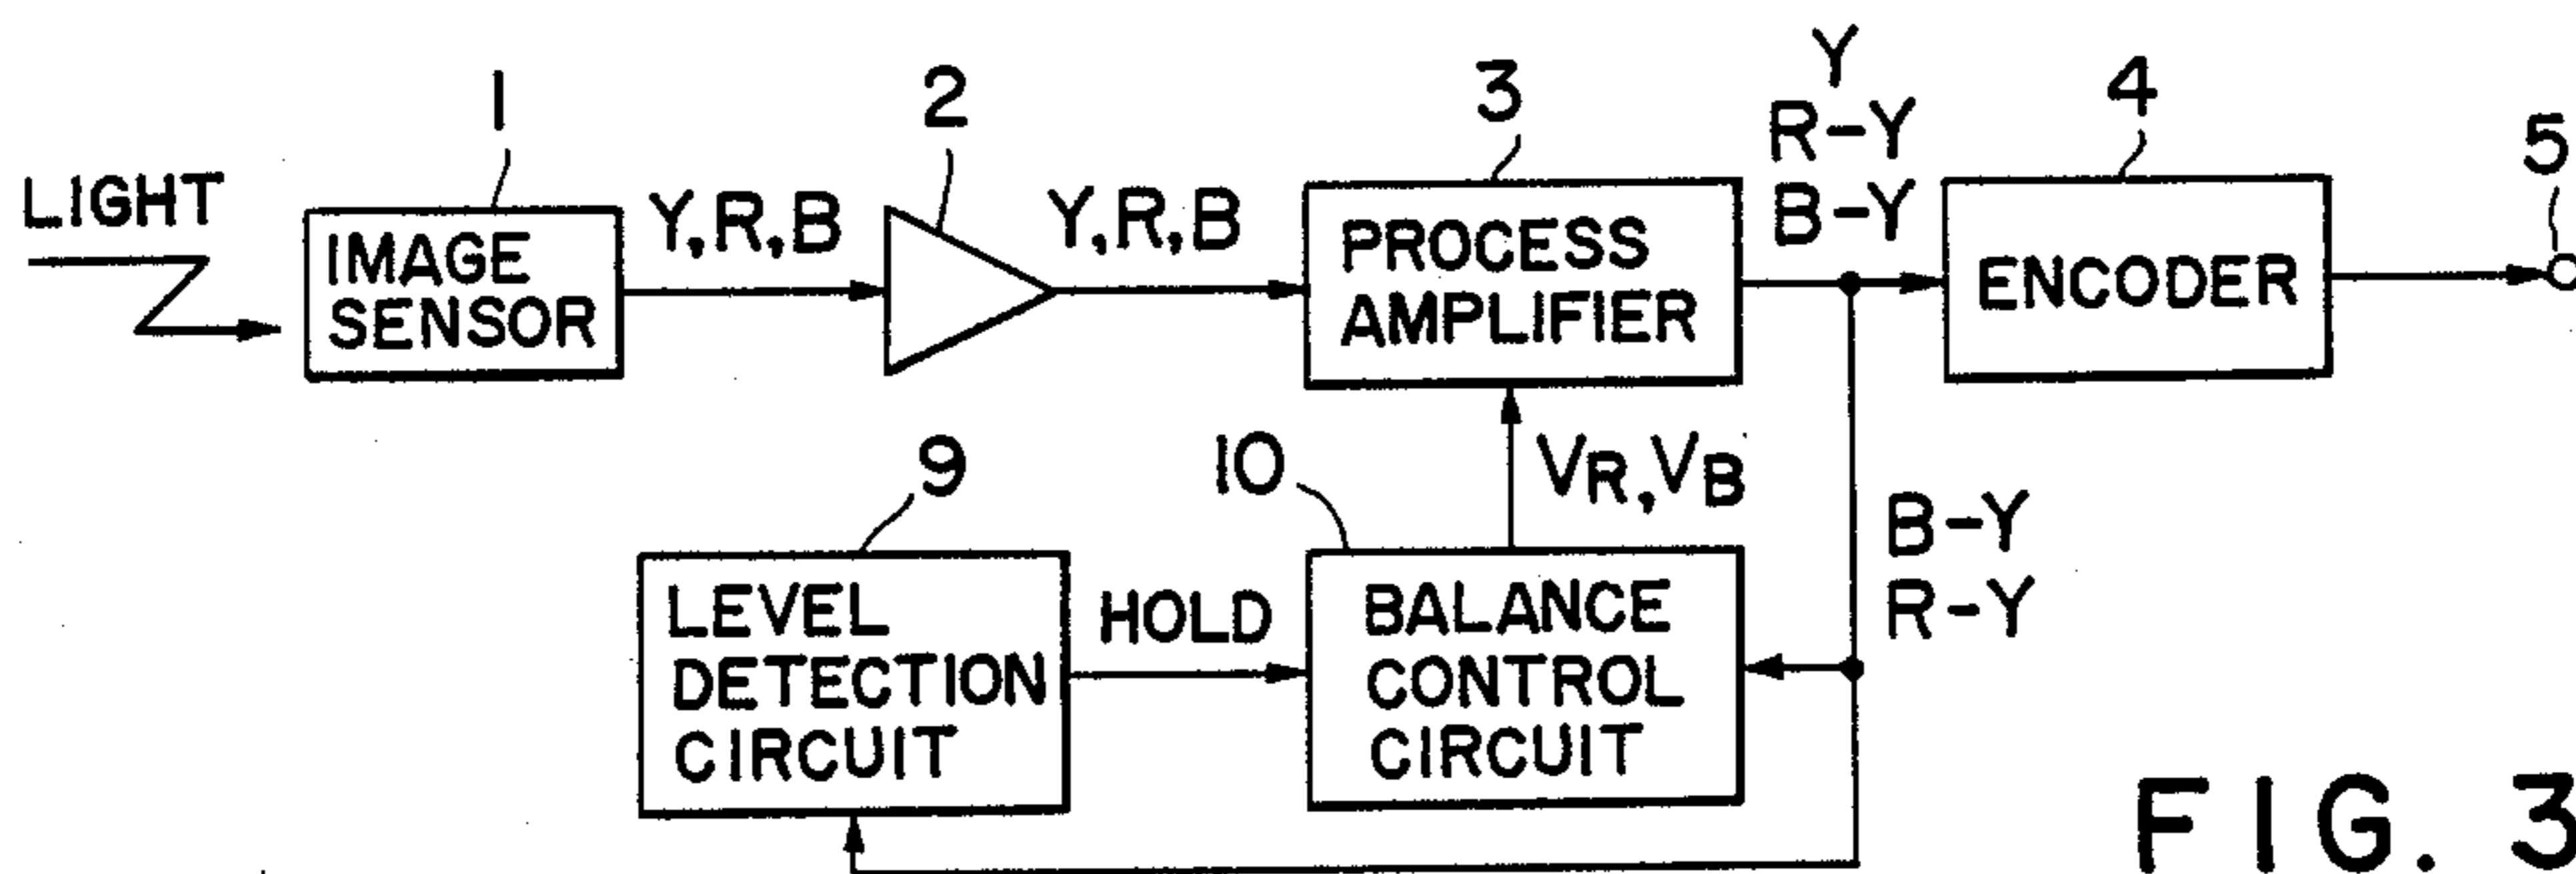 LIGHT
1
IMAGE
SENSOR
Y,R,B
2
Y,R,B
3
PROCESS
AMPLIFIER
Y
R-Y
B-Y
4
ENCODER
5
9
LEVEL
DETECTION
CIRCUIT
HOLD
10
BALANCE
CONTROL
CIRCUIT
VR,VB
B-Y
R-Y
FIG. 3